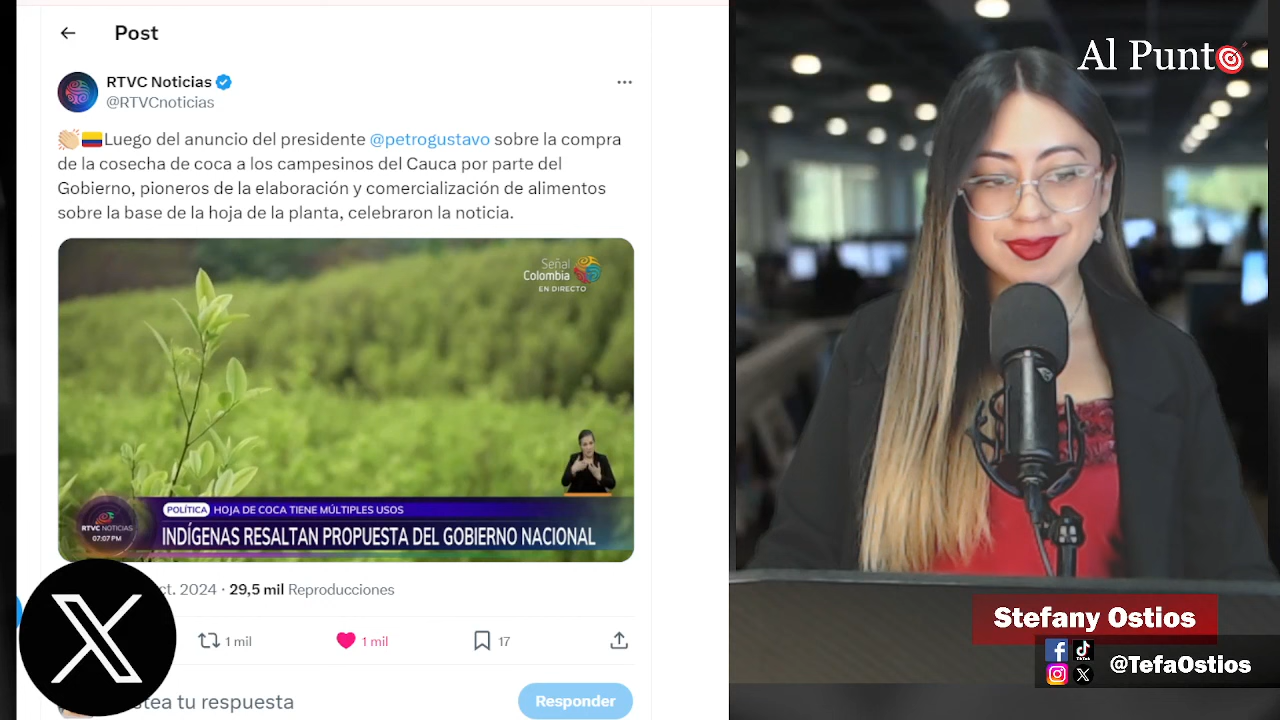 Post
RTVC Noticias
@RTVCnoticias
Luego del anuncio del presidente @petrogustavo sobre la compra
de la cosecha de coca a los campesinos del Cauca por parte del
Gobierno, pioneros de la elaboración y comercialización de alimentos
sobre la base de la hoja de la planta, celebraron la noticia.
Señal
Colombia
EN DIRECTO
POLÍTICA HOJA DE COCA TIENE MÚLTIPLES USOS
INDÍGENAS RESALTAN PROPUESTA DEL GOBIERNO NACIONAL
RTVC NOTICIAS
07:07 PM
ct. 2024 · 29,5 mil Reproducciones
1 mil
1 mil
17
tea tu respuesta
Responder
X
Al Punto
Stefany Ostios
@TefaOstios